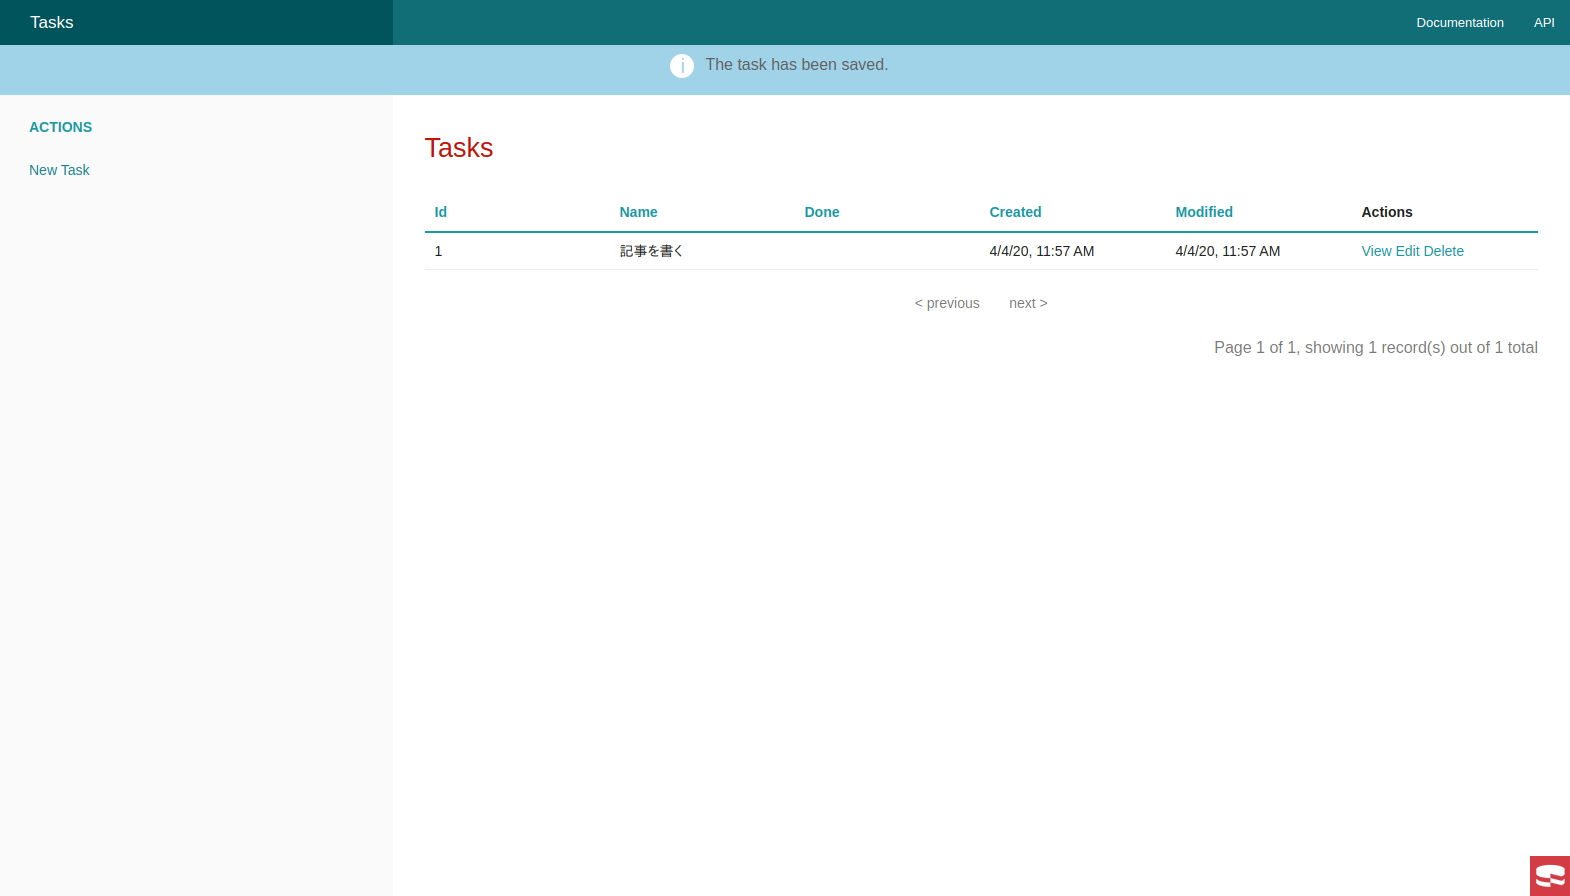 Tasks
Documentation API
i The task has been saved.
ACTIONS
New Task
Tasks
Id Name Done Created Modified Actions
1 記事を書く 4/4/20, 11:57 AM 4/4/20, 11:57 AM View Edit Delete
< previous next >
Page 1 of 1, showing 1 record(s) out of 1 total